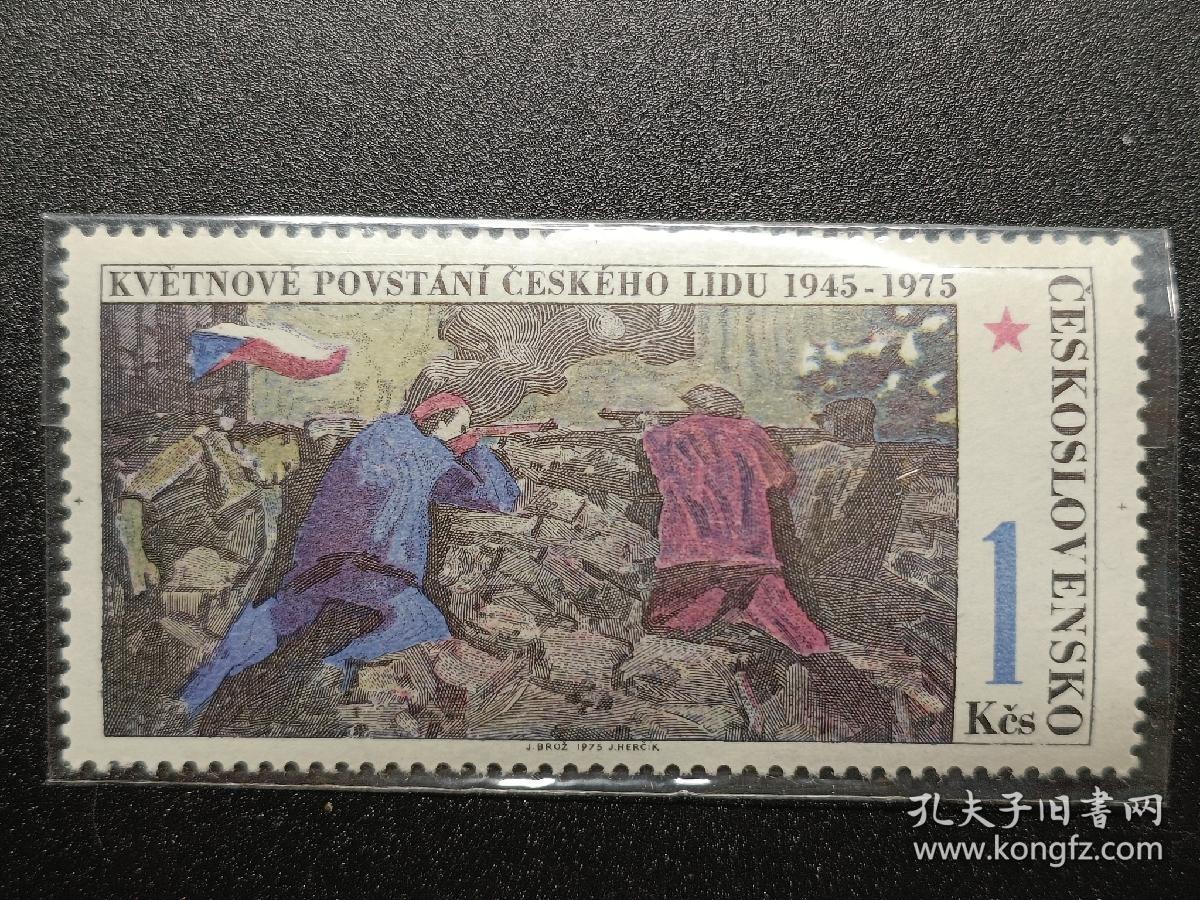 KVĚTNOVÉ POVSTÁNÍ ČESKÉHO LIDU 1945-1975
ČESKOSLOVENSKO
1
Kčs
J. BROŽ 1975 J. HERČÍK
孔夫子旧書网
www.kongfz.com